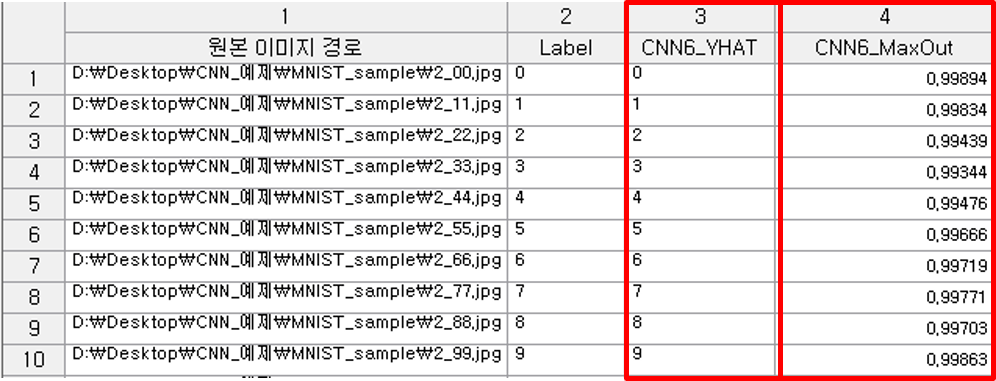 1 2 3 4
원본 이미지 경로 Label CNN6_YHAT CNN6_MaxOut
1 D:₩Desktop₩CNN_예제₩MNIST_sample₩2_00.jpg 0 0 0.99894
2 D:₩Desktop₩CNN_예제₩MNIST_sample₩2_11.jpg 1 1 0.99834
3 D:₩Desktop₩CNN_예제₩MNIST_sample₩2_22.jpg 2 2 0.99439
4 D:₩Desktop₩CNN_예제₩MNIST_sample₩2_33.jpg 3 3 0.99344
5 D:₩Desktop₩CNN_예제₩MNIST_sample₩2_44.jpg 4 4 0.99476
6 D:₩Desktop₩CNN_예제₩MNIST_sample₩2_55.jpg 5 5 0.99666
7 D:₩Desktop₩CNN_예제₩MNIST_sample₩2_66.jpg 6 6 0.99719
8 D:₩Desktop₩CNN_예제₩MNIST_sample₩2_77.jpg 7 7 0.99771
9 D:₩Desktop₩CNN_예제₩MNIST_sample₩2_88.jpg 8 8 0.99703
10 D:₩Desktop₩CNN_예제₩MNIST_sample₩2_99.jpg 9 9 0.99863